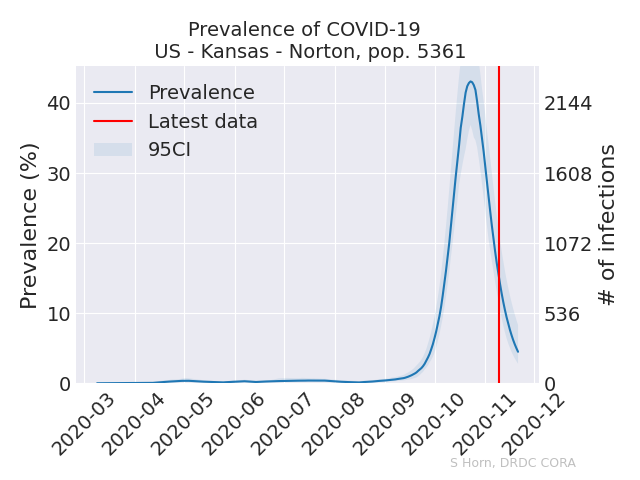 Prevalence of COVID-19
US - Kansas - Norton, pop. 5361
Prevalence
Latest data
95CI
Prevalence (%)
40
30
20
10
0
2144
1608
1072
536
0
# of infections
2020-03
2020-04
2020-05
2020-06
2020-07
2020-08
2020-09
2020-10
2020-11
2020-12
S Horn, DRDC CORA